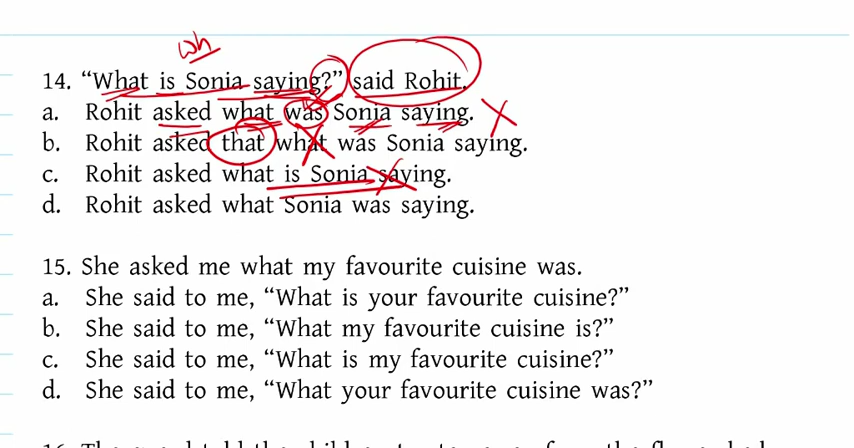 wh
14. “What is Sonia saying?” said Rohit.
a. Rohit asked what was Sonia saying.
b. Rohit asked that what was Sonia saying.
c. Rohit asked what is Sonia saying.
d. Rohit asked what Sonia was saying.
15. She asked me what my favourite cuisine was.
a. She said to me, “What is your favourite cuisine?”
b. She said to me, “What my favourite cuisine is?”
c. She said to me, “What is my favourite cuisine?”
d. She said to me, “What your favourite cuisine was?”